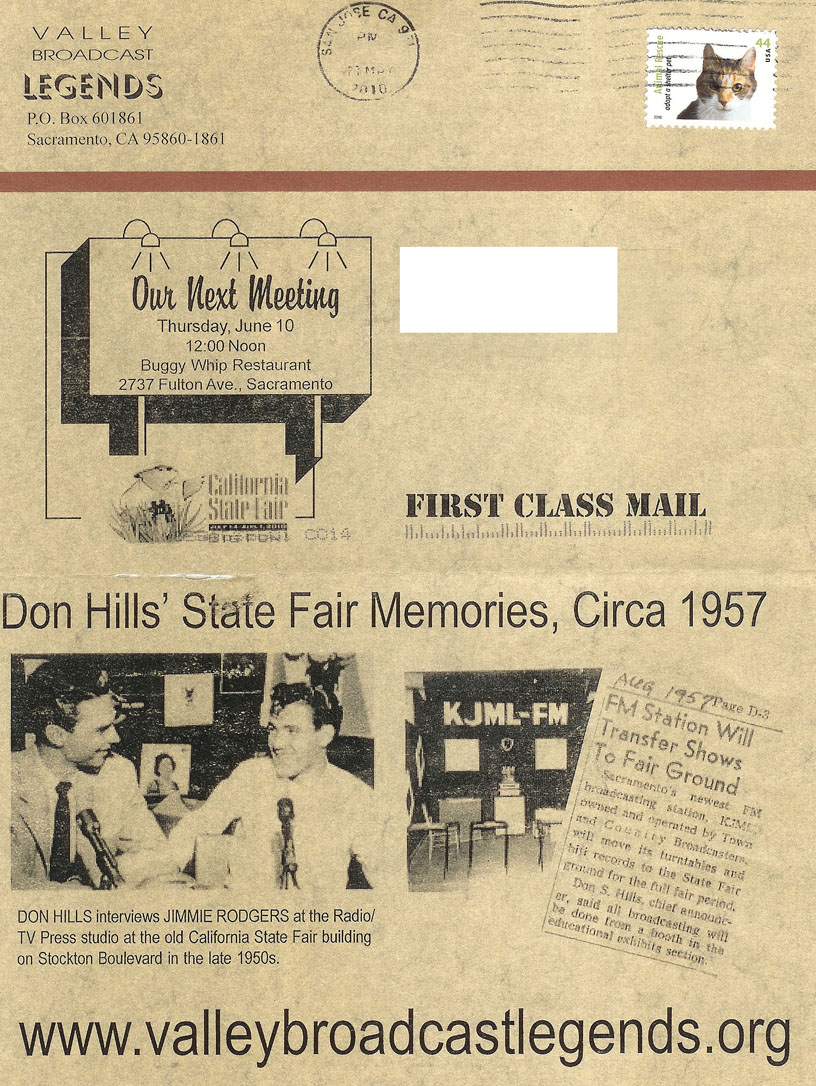 VALLEY
BROADCAST
LEGENDS
P.O. Box 601861
Sacramento, CA 95860-1861
SAN JOSE CA
PM
2010
Animal Rescue
adopt a shelter pet
44
USA
Our Next Meeting
Thursday, June 10
12:00 Noon
Buggy Whip Restaurant
2737 Fulton Ave., Sacramento
California
State Fair
C014
FIRST CLASS MAIL
Don Hills' State Fair Memories, Circa 1957
KJML-FM
AUG 1957 Page D-3
FM Station Will
Transfer Shows
To Fair Ground
Sacramento's newest FM
broadcasting station, KJML,
owned and operated by Town
and Country Broadcasters,
will move its turntables and
hifi records to the State Fair
ground for the full fair period.
Don S. Hills, chief announc-
er, said all broadcasting will
be done from a booth in the
educational exhibits section.
DON HILLS interviews JIMMIE RODGERS at the Radio/
TV Press studio at the old California State Fair building
on Stockton Boulevard in the late 1950s.
www.valleybroadcastlegends.org